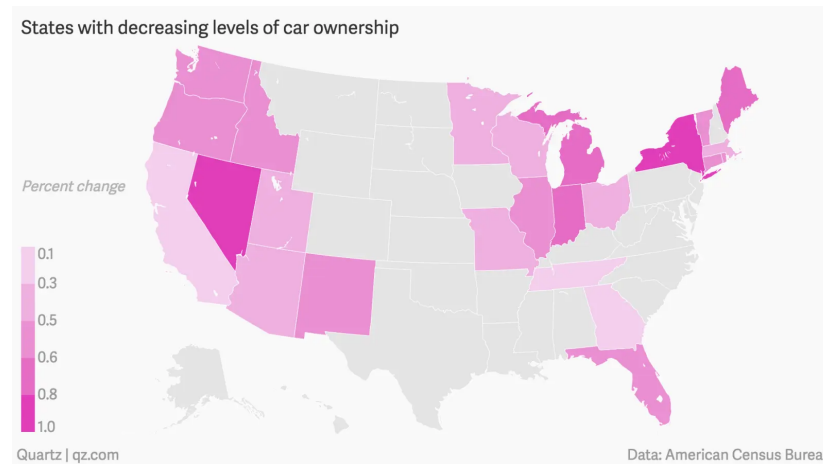 States with decreasing levels of car ownership
Percent change
0.1
0.3
0.5
0.6
0.8
1.0
Quartz | qz.com
Data: American Census Burea